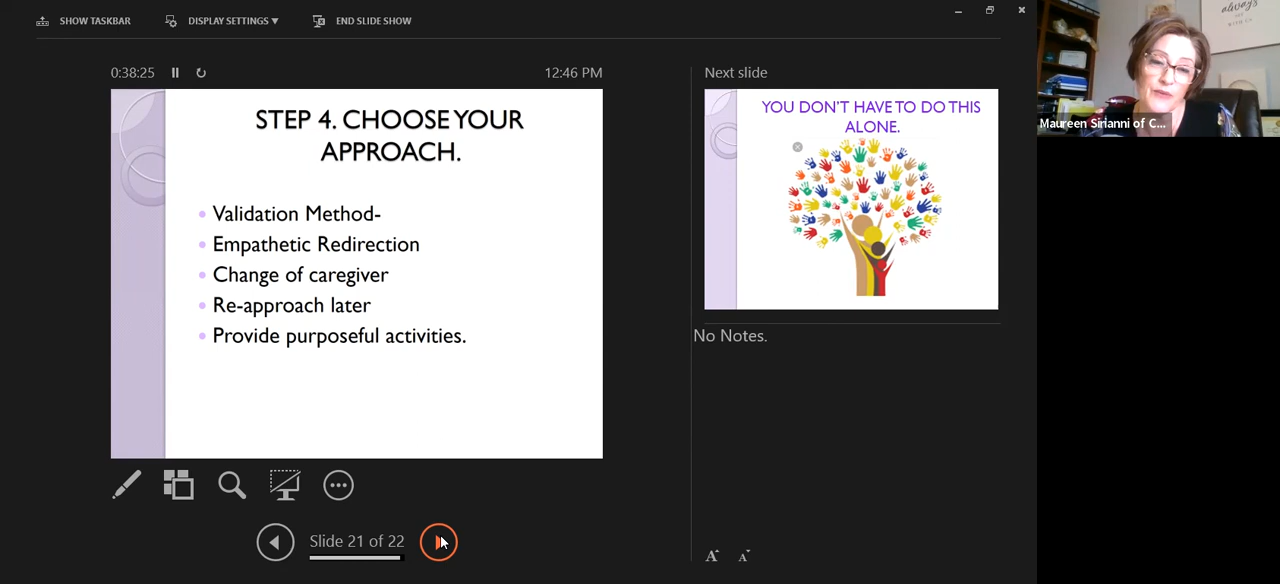 SHOW TASKBAR
DISPLAY SETTINGS ▼
END SLIDE SHOW
0:38:25
12:46 PM
STEP 4. CHOOSE YOUR
APPROACH.
• Validation Method-
• Empathetic Redirection
• Change of caregiver
• Re-approach later
• Provide purposeful activities.
Slide 21 of 22
Next slide
YOU DON'T HAVE TO DO THIS
ALONE.
No Notes.
A A
always
Maureen Sirianni of C...